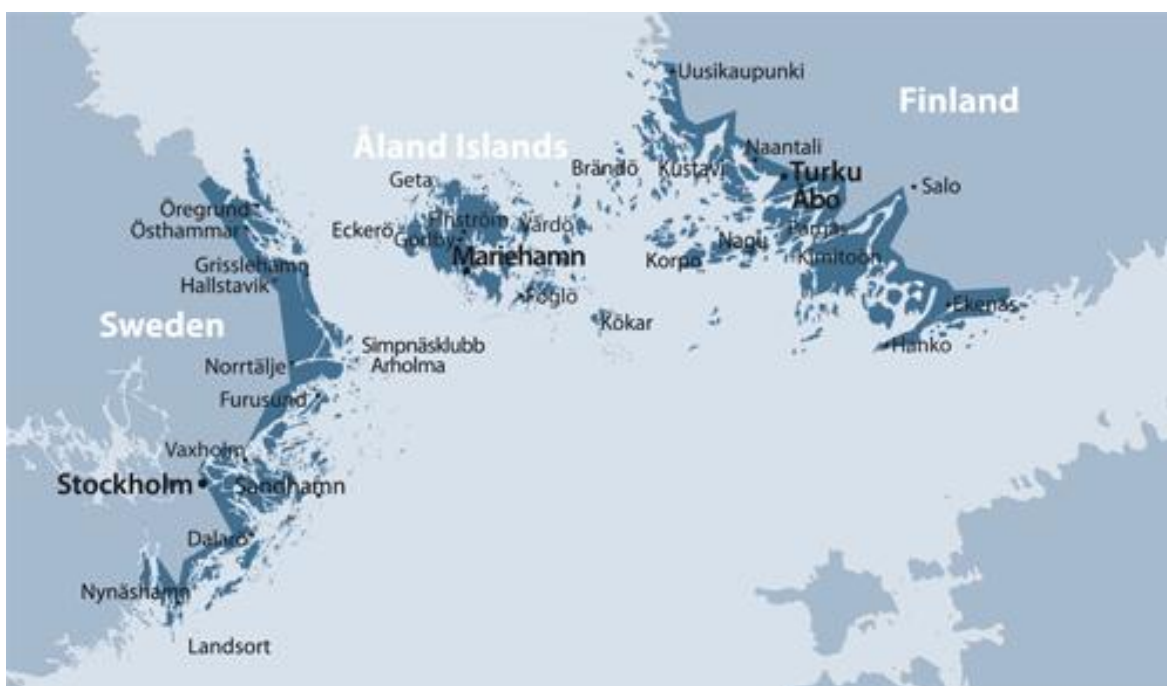 Uusikaupunki
Finland
Åland Islands
Naantali
Brändö
Kustavi
Turku
Åbo
Geta
Salo
Öregrund
Östhammar
Eckerö
Finström
Vårdö
Godby
Pargas
Nagu
Mariehamn
Korpo
Kimitoön
Grisslehamn
Hallstavik
Föglö
Kökar
Ekenäs
Hanko
Sweden
Simpnäsklubb
Arholma
Norrtälje
Furusund
Vaxholm
Stockholm
Sandhamn
Dalarö
Nynäshamn
Landsort